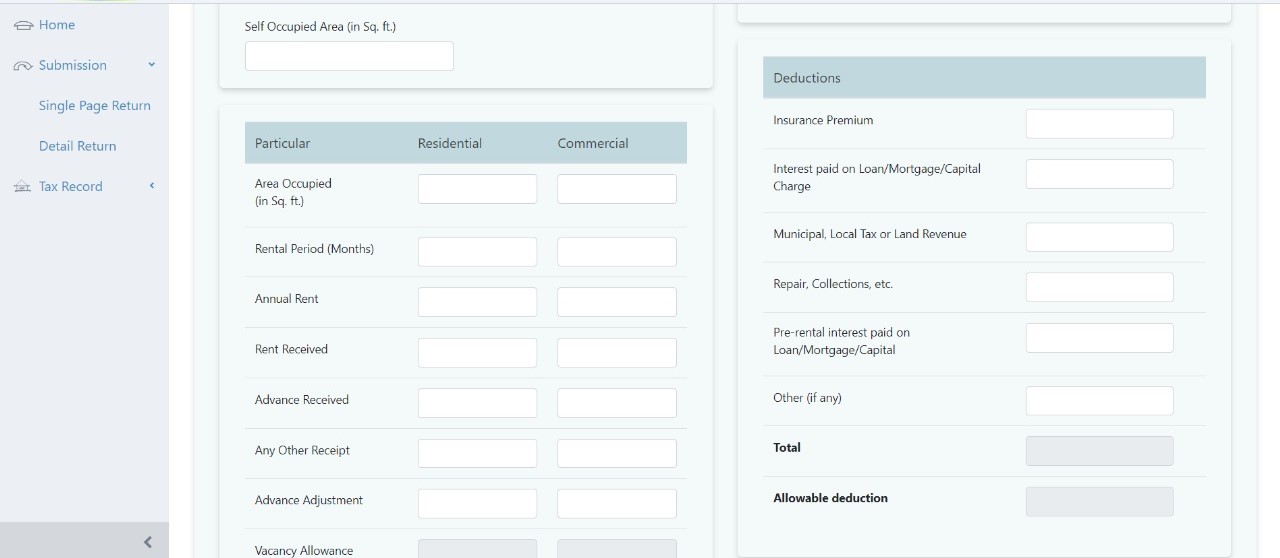 Home
Submission
Single Page Return
Detail Return
Tax Record
Self Occupied Area (in Sq. ft.)
Particular Residential Commercial
Area Occupied
(in Sq. ft.)
Rental Period (Months)
Annual Rent
Rent Received
Advance Received
Any Other Receipt
Advance Adjustment
Vacancy Allowance
Deductions
Insurance Premium
Interest paid on Loan/Mortgage/Capital
Charge
Municipal, Local Tax or Land Revenue
Repair, Collections, etc.
Pre-rental interest paid on
Loan/Mortgage/Capital
Other (if any)
Total
Allowable deduction